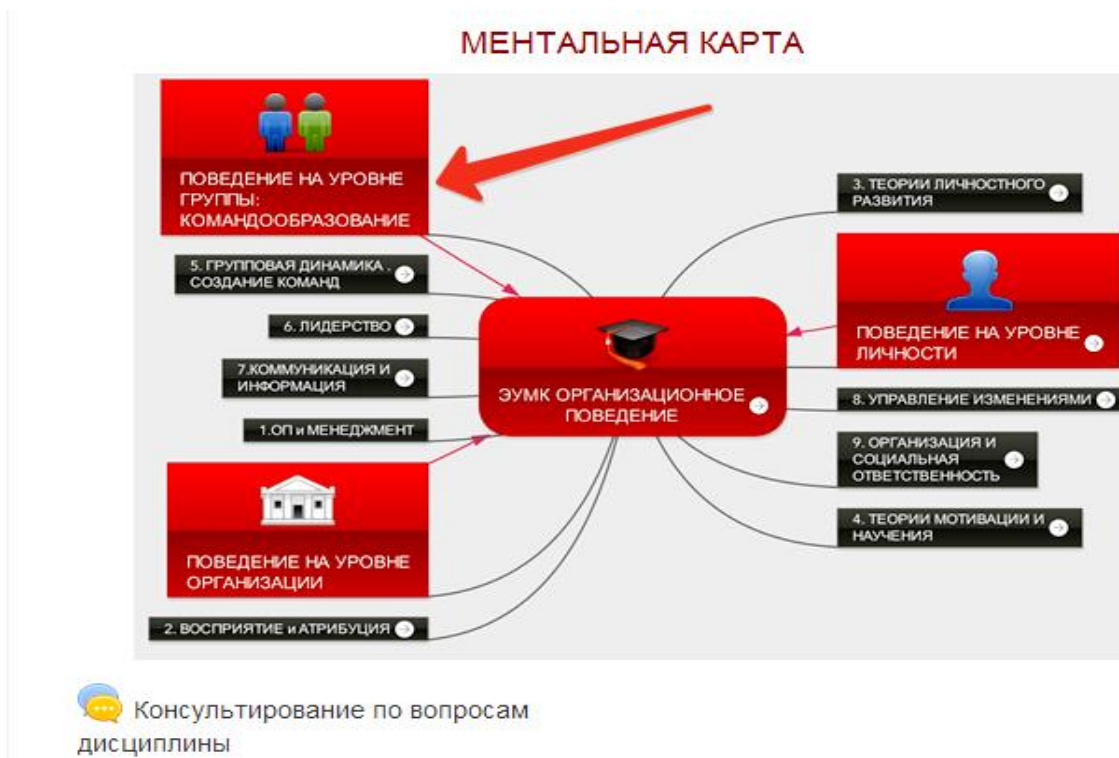 МЕНТАЛЬНАЯ КАРТА
ПОВЕДЕНИЕ НА УРОВНЕ
ГРУППЫ:
КОМАНДООБРАЗОВАНИЕ
5. ГРУППОВАЯ ДИНАМИКА .
СОЗДАНИЕ КОМАНД
6. ЛИДЕРСТВО
7.КОММУНИКАЦИЯ И
ИНФОРМАЦИЯ
1.ОП и МЕНЕДЖМЕНТ
ПОВЕДЕНИЕ НА УРОВНЕ
ОРГАНИЗАЦИИ
2. ВОСПРИЯТИЕ и АТРИБУЦИЯ
ЭУМК ОРГАНИЗАЦИОННОЕ
ПОВЕДЕНИЕ
3. ТЕОРИИ ЛИЧНОСТНОГО
РАЗВИТИЯ
ПОВЕДЕНИЕ НА УРОВНЕ
ЛИЧНОСТИ
8. УПРАВЛЕНИЕ ИЗМЕНЕНИЯМИ
9. ОРГАНИЗАЦИЯ И
СОЦИАЛЬНАЯ
ОТВЕТСТВЕННОСТЬ
4. ТЕОРИИ МОТИВАЦИИ И
НАУЧЕНИЯ
Консультирование по вопросам
дисциплины